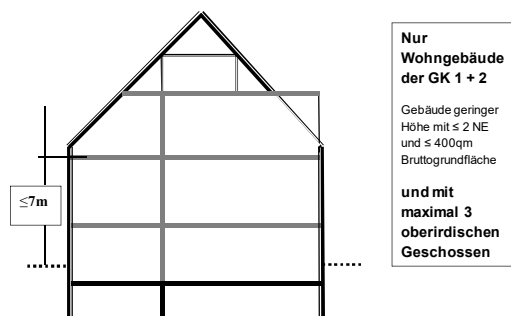 Nur
Wohngebäude
der GK 1 + 2
Gebäude geringer
Höhe mit ≤ 2 NE
und ≤ 400qm
Bruttogrundfläche
und mit
maximal 3
oberirdischen
Geschossen
≤7m